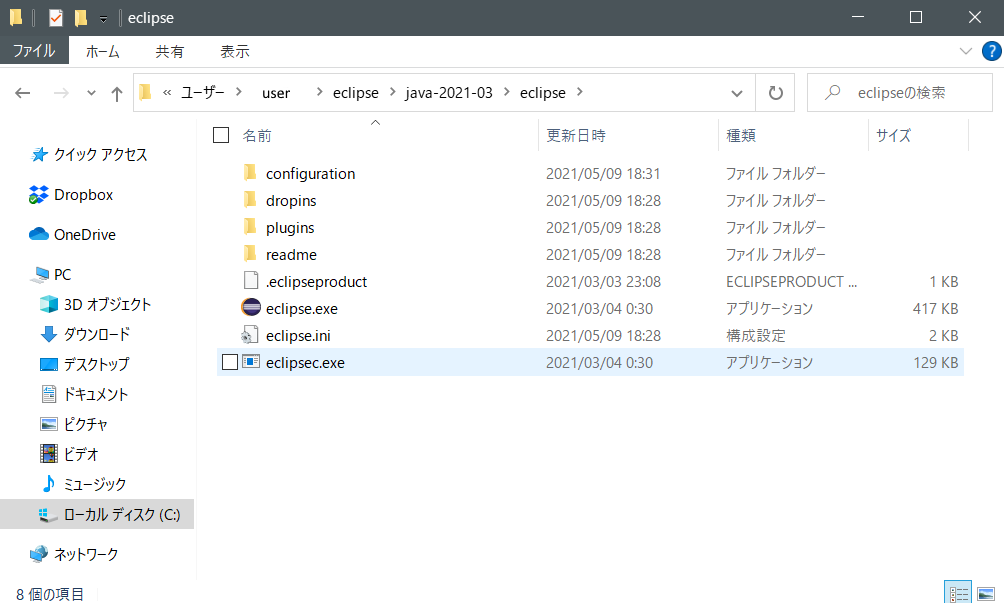 eclipse
ファイル ホーム 共有 表示
« ユーザー > user > eclipse > java-2021-03 > eclipse > eclipseの検索
名前 更新日時 種類 サイズ
クイック アクセス
Dropbox
OneDrive
PC
3D オブジェクト
ダウンロード
デスクトップ
ドキュメント
ピクチャ
ビデオ
ミュージック
ローカル ディスク (C:)
ネットワーク
configuration 2021/05/09 18:31 ファイル フォルダー
dropins 2021/05/09 18:28 ファイル フォルダー
plugins 2021/05/09 18:28 ファイル フォルダー
readme 2021/05/09 18:28 ファイル フォルダー
.eclipseproduct 2021/03/03 23:08 ECLIPSEPRODUCT ... 1 KB
eclipse.exe 2021/03/04 0:30 アプリケーション 417 KB
eclipse.ini 2021/05/09 18:28 構成設定 2 KB
eclipsec.exe 2021/03/04 0:30 アプリケーション 129 KB
8 個の項目